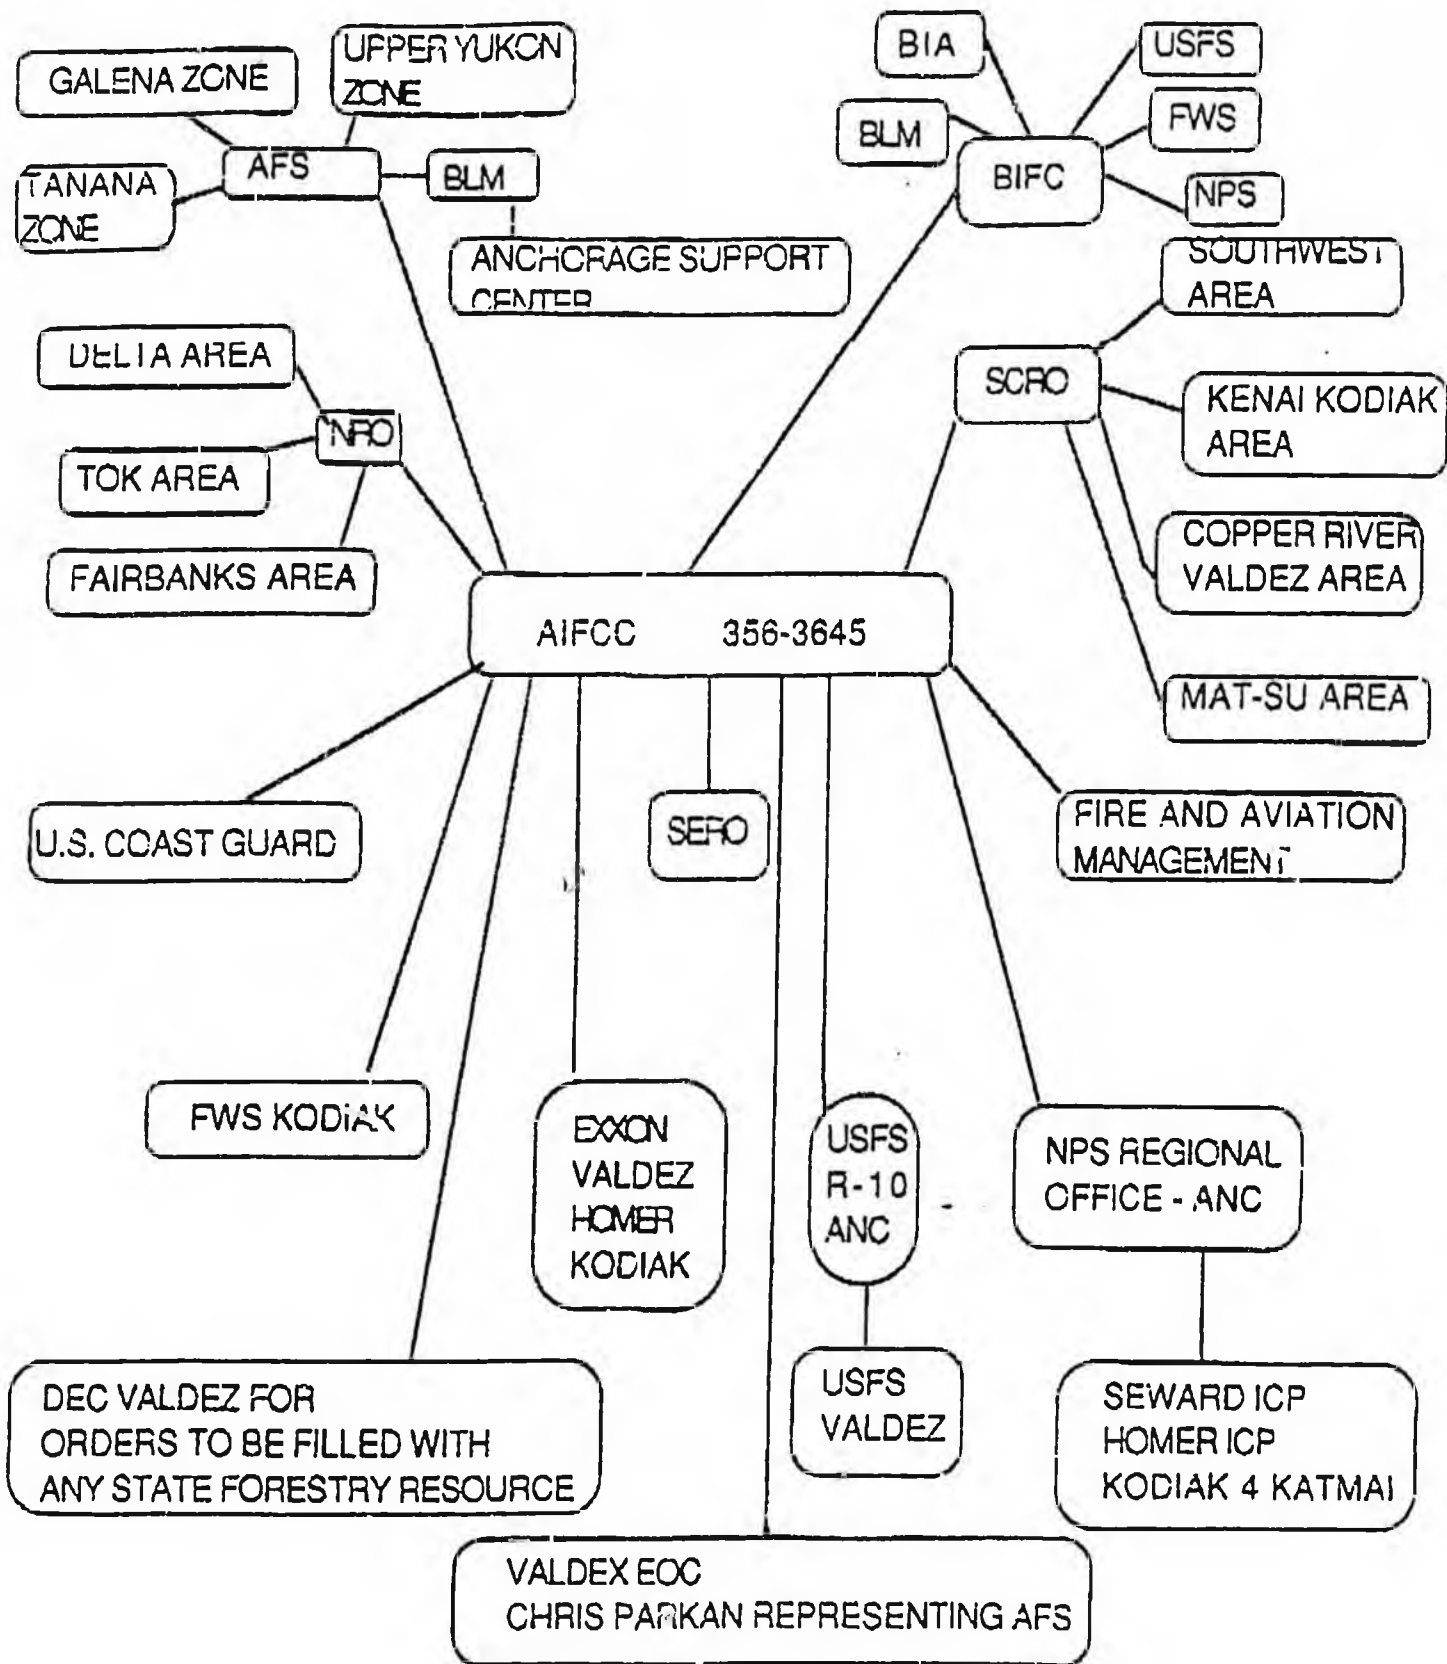 GALENA ZONE
UPPER YUKON
ZONE
AFS
BLM
TANANA
ZONE
ANCHORAGE SUPPORT
CENTER
BIA
USFS
BLM
FWS
BIFC
NPS
SOUTHWEST
AREA
DELTA AREA
NRO
TOK AREA
FAIRBANKS AREA
SCRO
KENAI KODIAK
AREA
COPPER RIVER
VALDEZ AREA
MAT-SU AREA
AIFCC 356-3645
U.S. COAST GUARD
SERO
FIRE AND AVIATION
MANAGEMENT
FWS KODIAK
EXXON
VALDEZ
HOMER
KODIAK
USFS
R-10
ANC
NPS REGIONAL
OFFICE - ANC
DEC VALDEZ FOR
ORDERS TO BE FILLED WITH
ANY STATE FORESTRY RESOURCE
USFS
VALDEZ
SEWARD ICP
HOMER ICP
KODIAK 4 KATMAI
VALDEX EOC
CHRIS PARKAN REPRESENTING AFS